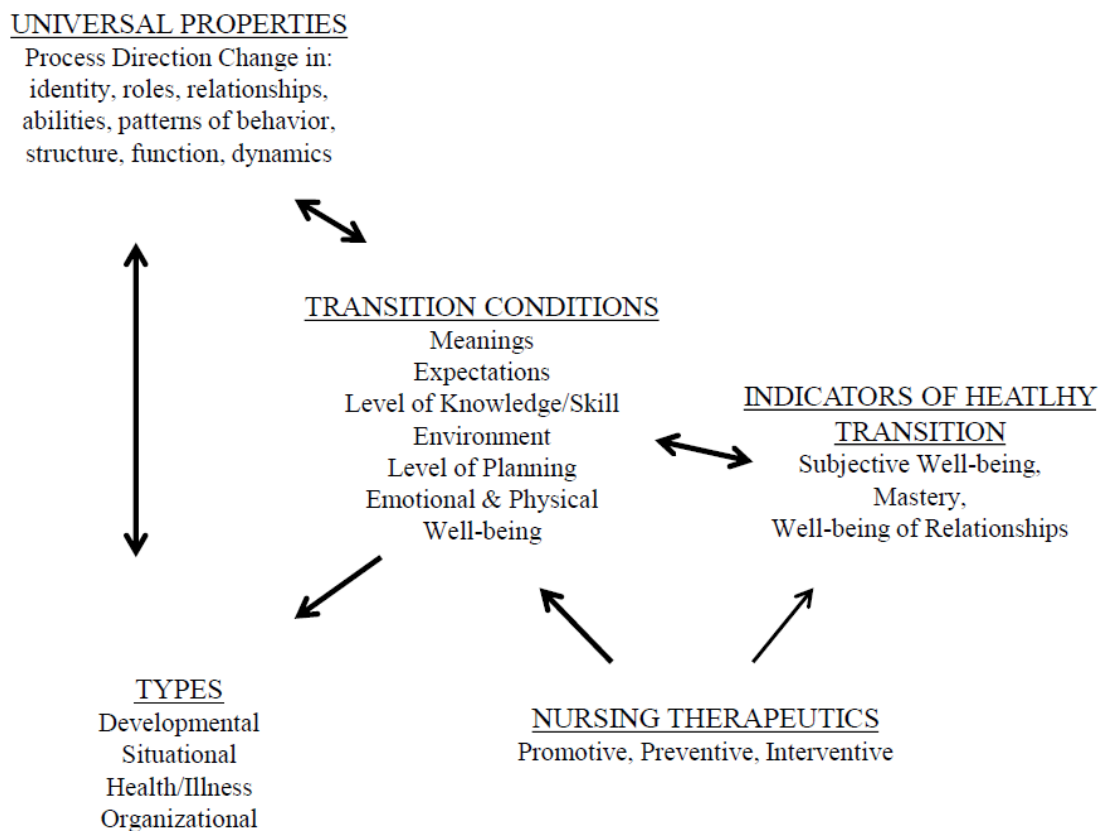 UNIVERSAL PROPERTIES
Process Direction Change in:
identity, roles, relationships,
abilities, patterns of behavior,
structure, function, dynamics
TRANSITION CONDITIONS
Meanings
Expectations
Level of Knowledge/Skill
Environment
Level of Planning
Emotional & Physical
Well-being
INDICATORS OF HEATLHY
TRANSITION
Subjective Well-being,
Mastery,
Well-being of Relationships
TYPES
Developmental
Situational
Health/Illness
Organizational
NURSING THERAPEUTICS
Promotive, Preventive, Interventive